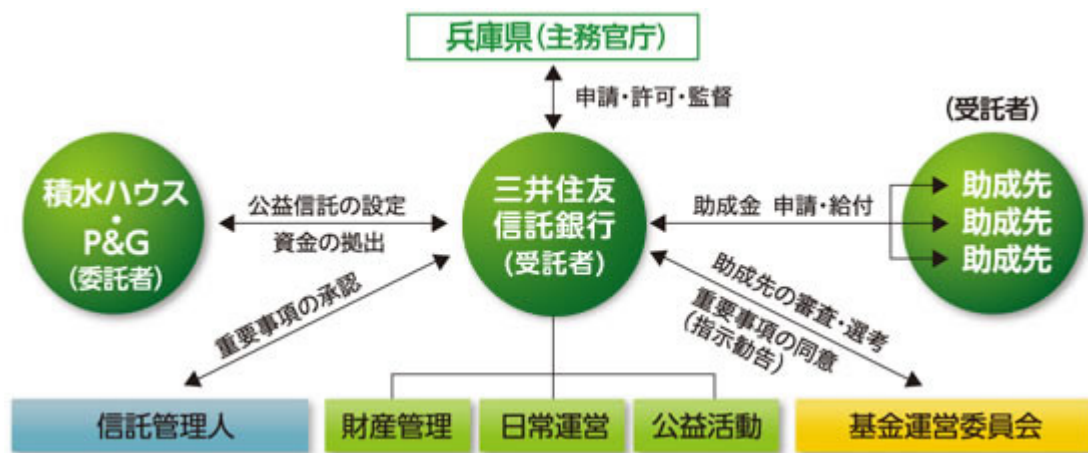 兵庫県(主務官庁)
申請・許可・監督
(受託者)
積水ハウス
・
P&G
(委託者)
公益信託の設定
資金の拠出
三井住友
信託銀行
(受託者)
助成金 申請・給付
助成先
助成先
助成先
重要事項の承認
助成先の審査・選考
重要事項の同意
(指示勧告)
信託管理人
財産管理
日常運営
公益活動
基金運営委員会